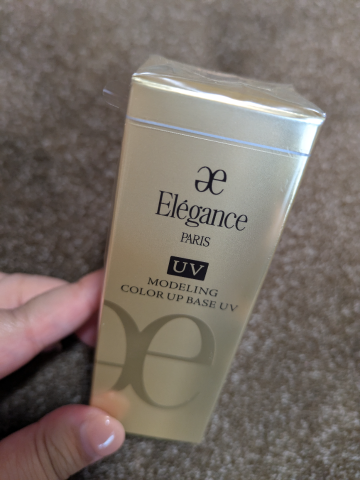 æ
Elégance
PARIS
UV
MODELING
COLOR UP BASE UV
æ